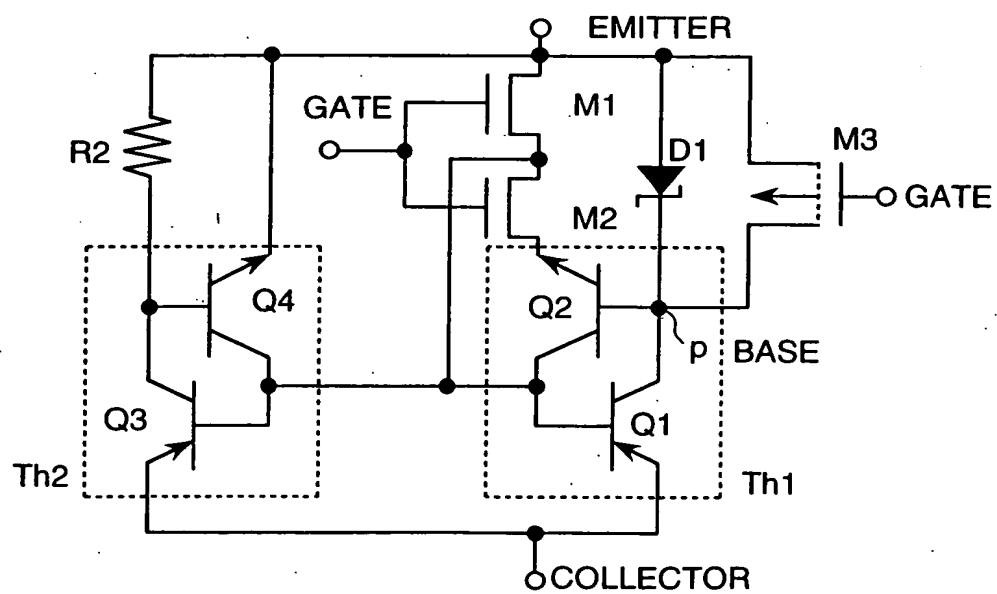 EMITTER
GATE
M1
R2
D1
M3
GATE
M2
Q4
Q2
p
BASE
Q3
Q1
Th2
Th1
COLLECTOR